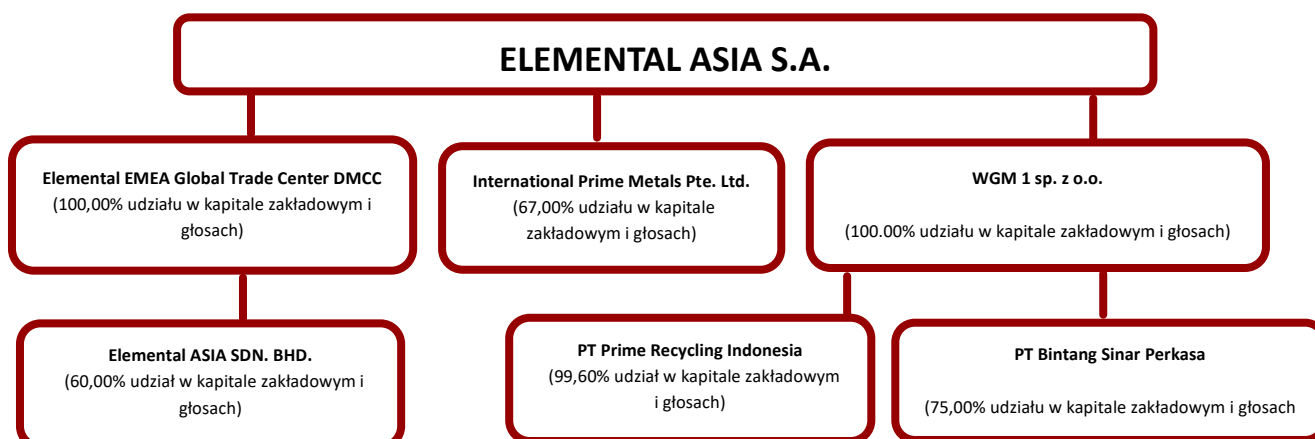 ELEMENTAL ASIA S.A.
Elemental EMEA Global Trade Center DMCC
(100,00% udziału w kapitale zakładowym i
głosach)
International Prime Metals Pte. Ltd.
(67,00% udziału w kapitale
zakładowym i głosach)
WGM 1 sp. z o.o.
(100.00% udziału w kapitale zakładowym i głosach)
Elemental ASIA SDN. BHD.
(60,00% udział w kapitale zakładowym i
głosach)
PT Prime Recycling Indonesia
(99,60% udział w kapitale zakładowym
i głosach)
PT Bintang Sinar Perkasa
(75,00% udziału w kapitale zakładowym i głosach